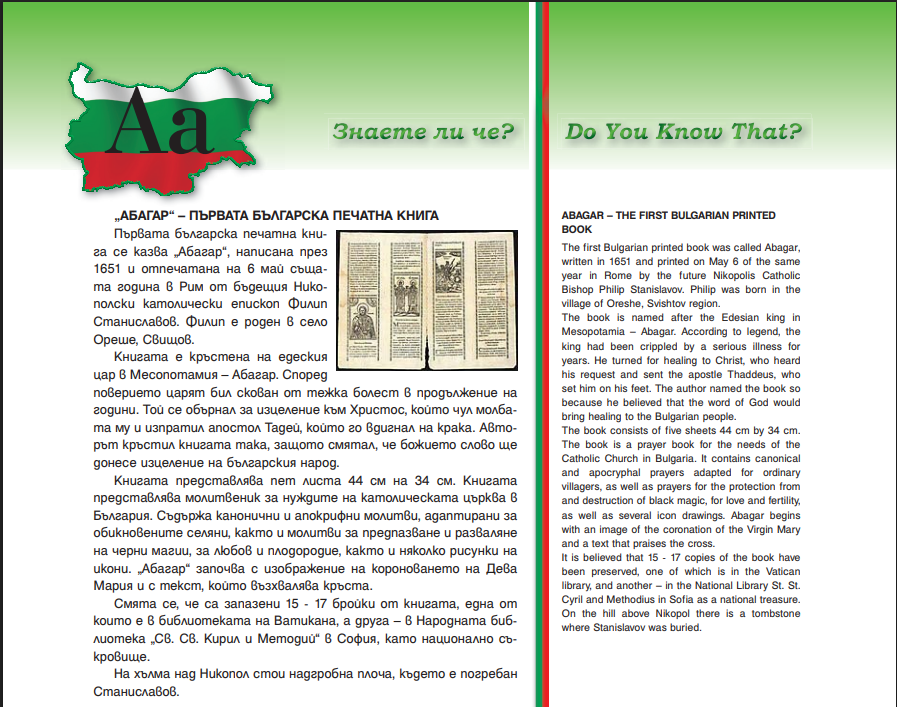 Аа
Знаете ли че?
„АБАГАР“ – ПЪРВАТА БЪЛГАРСКА ПЕЧАТНА КНИГА
Първата българска печатна кни-
га се казва „Абагар“, написана през
1651 и отпечатана на 6 май съща-
та година в Рим от бъдещия Нико-
полски католически епископ Филип
Станиславов. Филип е роден в село
Ореше, Свищов.
Книгата е кръстена на едеския
цар в Месопотамия – Абагар. Според
поверието царят бил скован от тежка болест в продължение на
години. Той се обърнал за изцеление към Христос, който чул молба-
та му и изпратил апостол Тадей, който го вдигнал на крака. Авто-
рът кръстил книгата така, защото смятал, че божието слово ще
донесе изцеление на българския народ.
Книгата представлява пет листа 44 см на 34 см. Книгата
представлява молитвеник за нуждите на католическата църква в
България. Съдържа канонични и апокрифни молитви, адаптирани за
обикновените селяни, както и молитви за предпазване и разваляне
на черни магии, за любов и плодородие, както и няколко рисунки на
икони. „Абагар“ започва с изображение на короноването на Дева
Мария и с текст, който възхвалява кръста.
Смята се, че са запазени 15 - 17 бройки от книгата, една от
които е в библиотеката на Ватикана, а друга – в Народната биб-
лиотека „Св. Св. Кирил и Методий“ в София, като национално съ-
кровище.
На хълма над Никопол стои надгробна плоча, където е погребан
Станиславов.
Do You Know That?
ABAGAR – THE FIRST BULGARIAN PRINTED
BOOK
The first Bulgarian printed book was called Abagar,
written in 1651 and printed on May 6 of the same
year in Rome by the future Nikopolis Catholic
Bishop Philip Stanislavov. Philip was born in the
village of Oreshe, Svishtov region.
The book is named after the Edesian king in
Mesopotamia – Abagar. According to legend, the
king had been crippled by a serious illness for
years. He turned for healing to Christ, who heard
his request and sent the apostle Thaddeus, who
set him on his feet. The author named the book so
because he believed that the word of God would
bring healing to the Bulgarian people.
The book consists of five sheets 44 cm by 34 cm.
The book is a prayer book for the needs of the
Catholic Church in Bulgaria. It contains canonical
and apocryphal prayers adapted for ordinary
villagers, as well as prayers for the protection from
and destruction of black magic, for love and fertility,
as well as several icon drawings. Abagar begins
with an image of the coronation of the Virgin Mary
and a text that praises the cross.
It is believed that 15 - 17 copies of the book have
been preserved, one of which is in the Vatican
library, and another – in the National Library St. St.
Cyril and Methodius in Sofia as a national treasure.
On the hill above Nikopol there is a tombstone
where Stanislavov was buried.